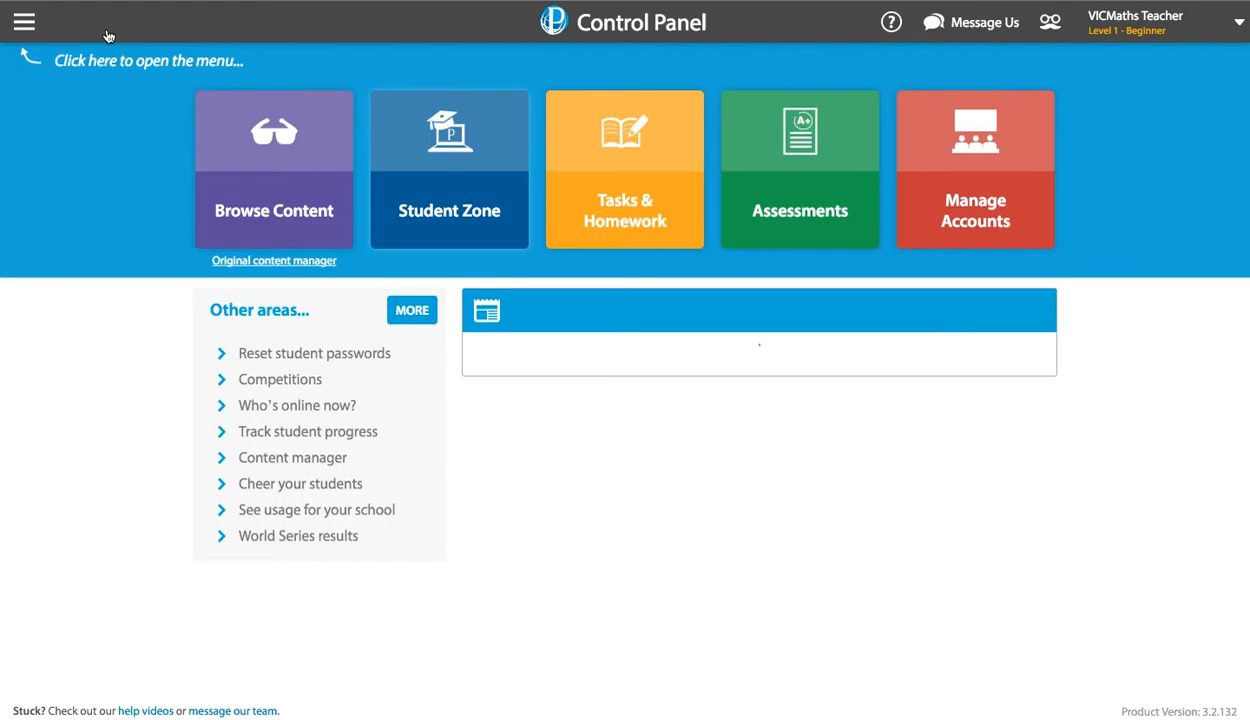 Control Panel
Message Us
VICMaths Teacher
Level 1 - Beginner
Click here to open the menu...
P
A+
Browse Content
Student Zone
Tasks &
Homework
Assessments
Manage
Accounts
Original content manager
Other areas...
MORE
Reset student passwords
Competitions
Who's online now?
Track student progress
Content manager
Cheer your students
See usage for your school
World Series results
Stuck? Check out our help videos or message our team.
Product Version: 3.2.132